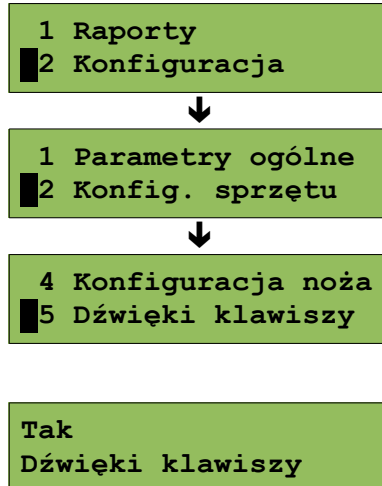 1 Raporty
2 Konfiguracja
1 Parametry ogólne
2 Konfig. sprzętu
4 Konfiguracja noża
5 Dźwięki klawiszy
Tak
Dźwięki klawiszy